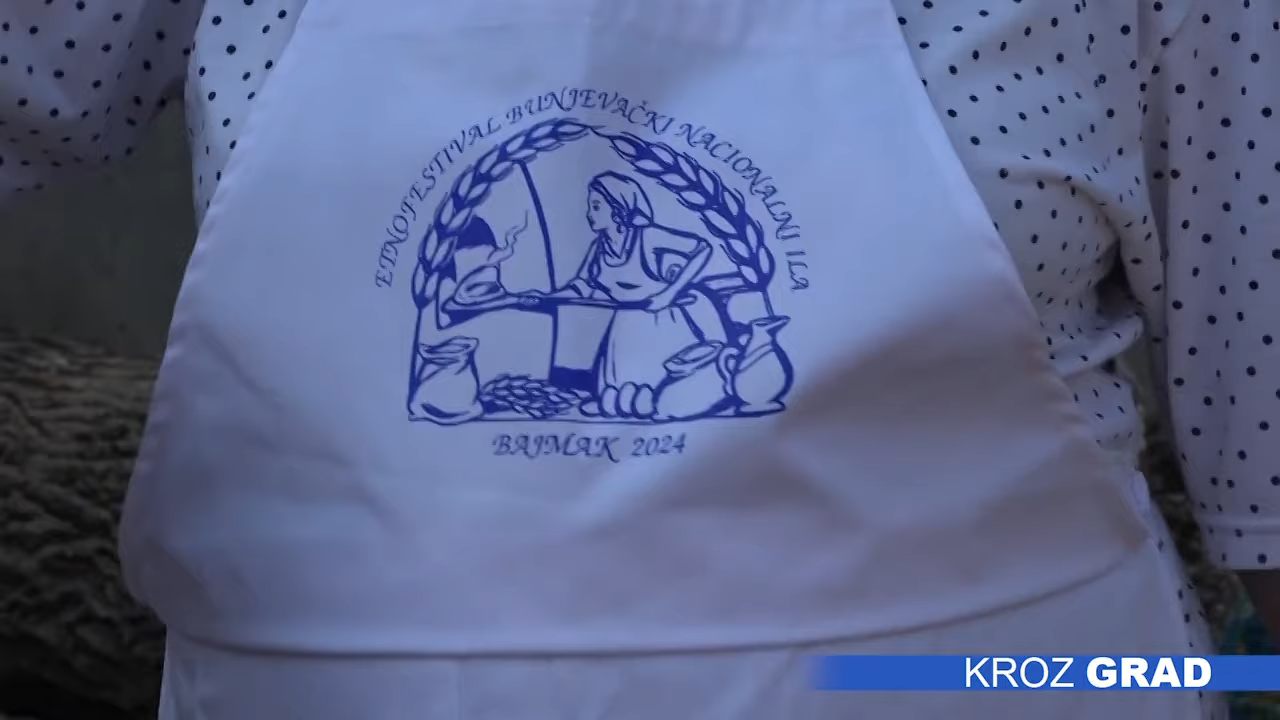 ETNOFESTIVAL BUNJEVAČKI NACIONALNI ILA
BAJMAK 2024
KROZ GRAD